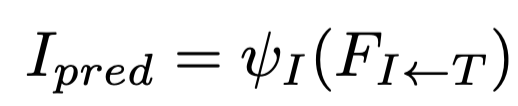 I_{pred} = ψ_I(F_{I←T})